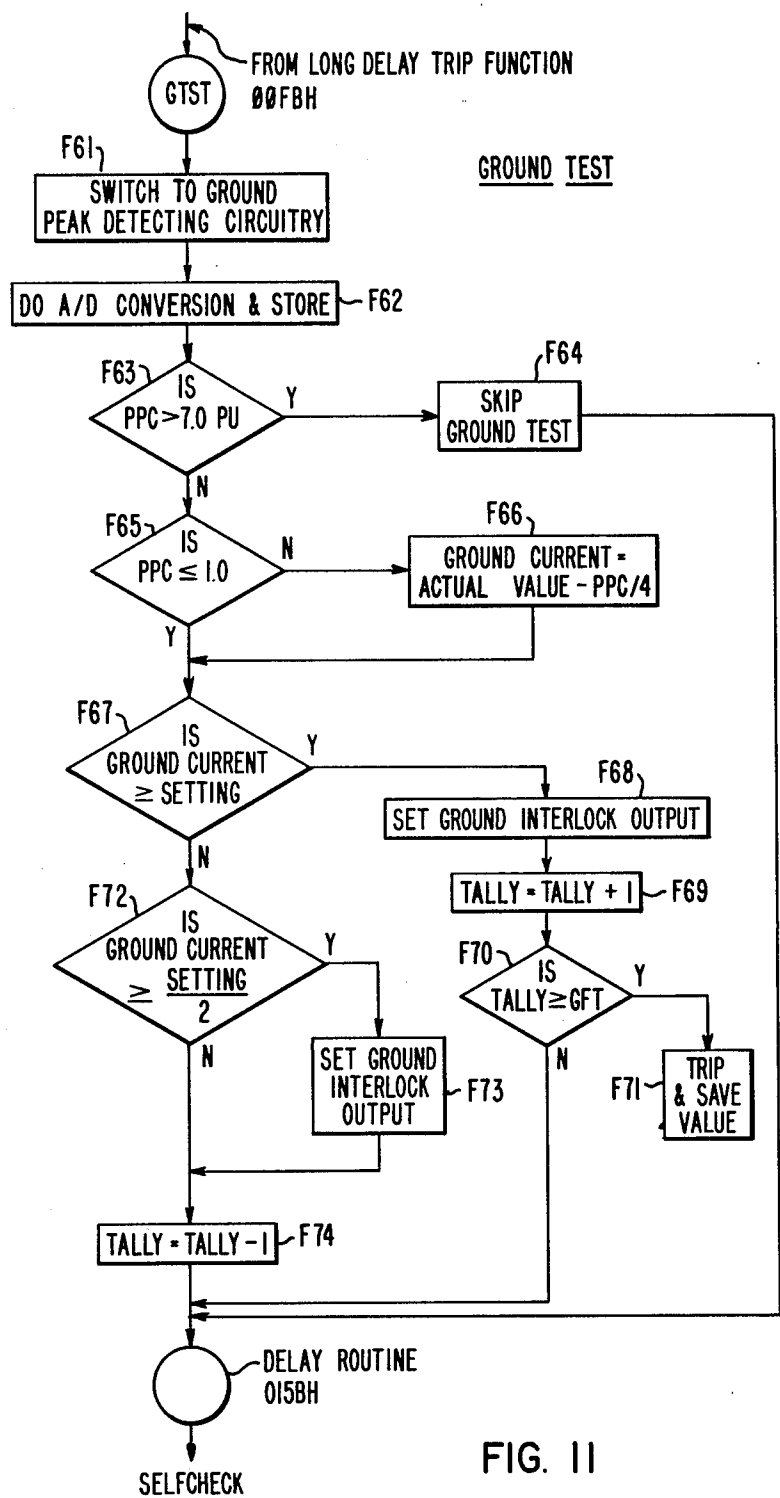 FROM LONG DELAY TRIP FUNCTION
GTST
00FBH
GROUND TEST
F61
SWITCH TO GROUND
PEAK DETECTING CIRCUITRY
DO A/D CONVERSION & STORE
F62
F63
IS
PPC > 7.0 PU
Y
N
F64
SKIP
GROUND TEST
F65
IS
PPC ≤ 1.0
N
Y
F66
GROUND CURRENT =
ACTUAL VALUE - PPC/4
F67
IS
GROUND CURRENT
≥ SETTING
Y
N
F68
SET GROUND INTERLOCK OUTPUT
TALLY = TALLY + 1
F69
F70
IS
TALLY ≥ GFT
Y
N
F71
TRIP
& SAVE
VALUE
F72
IS
GROUND CURRENT
≥ SETTING
2
Y
N
SET GROUND
INTERLOCK
OUTPUT
F73
TALLY = TALLY - 1
F74
DELAY ROUTINE
015BH
SELFCHECK
FIG. 11